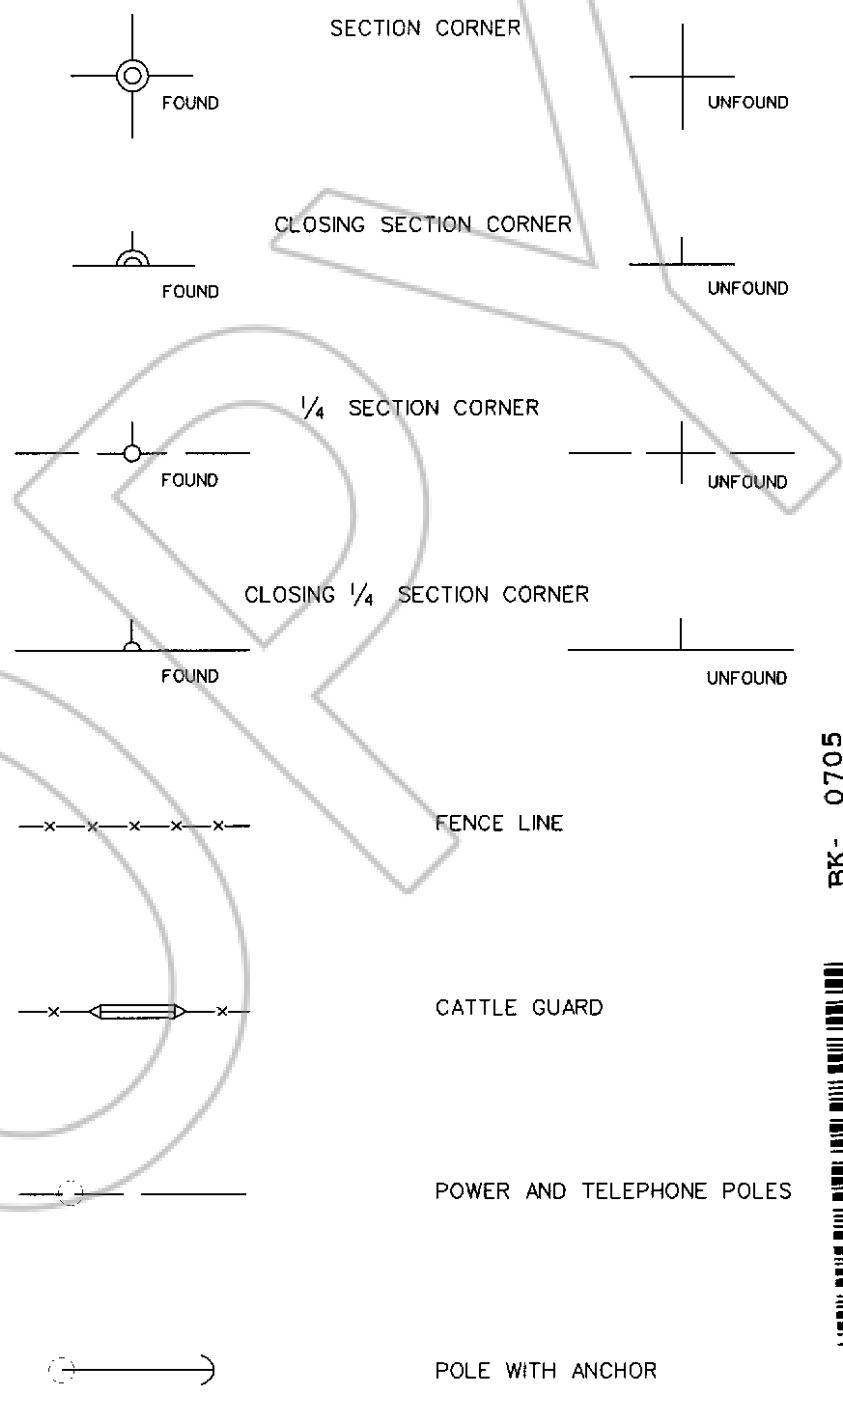 SECTION CORNER
FOUND
UNFOUND
CLOSING SECTION CORNER
FOUND
UNFOUND
1/4 SECTION CORNER
FOUND
UNFOUND
CLOSING 1/4 SECTION CORNER
FOUND
UNFOUND
FENCE LINE
CATTLE GUARD
POWER AND TELEPHONE POLES
POLE WITH ANCHOR
BK- 0705
OPY